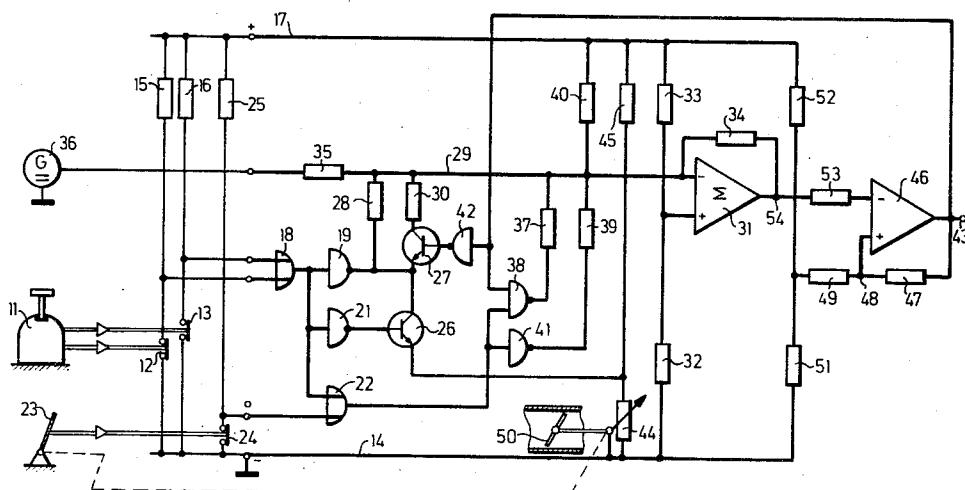 + 17
15 16 25 40 45 33 52
36 G 35 29 34
28 30 42 37 39 - M + 31 54 53 - + 46 43
18 19 27 38
11 13 21 26 41 49 48 47
12 22 32 51
23 24 14 50 44
-